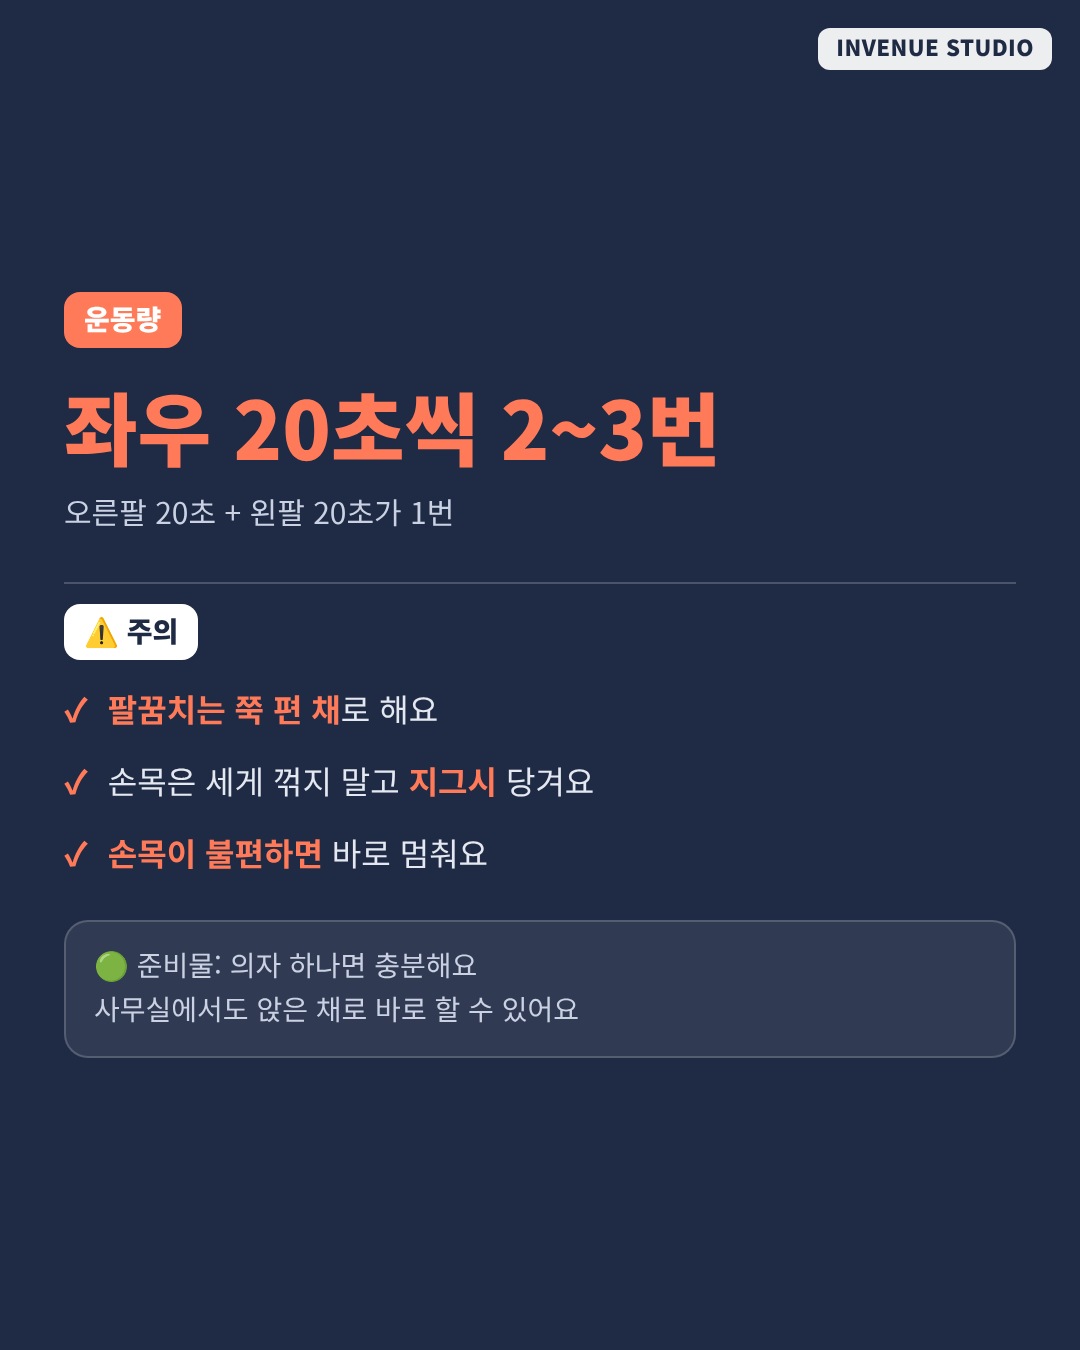 INVENUE STUDIO
운동량
좌우 20초씩 2~3번
오른팔 20초 + 왼팔 20초가 1번
⚠️ 주의
✓ 팔꿈치는 쭉 편 채로 해요
✓ 손목은 세게 꺾지 말고 지그시 당겨요
✓ 손목이 불편하면 바로 멈춰요
🟢 준비물: 의자 하나면 충분해요
사무실에서도 앉은 채로 바로 할 수 있어요